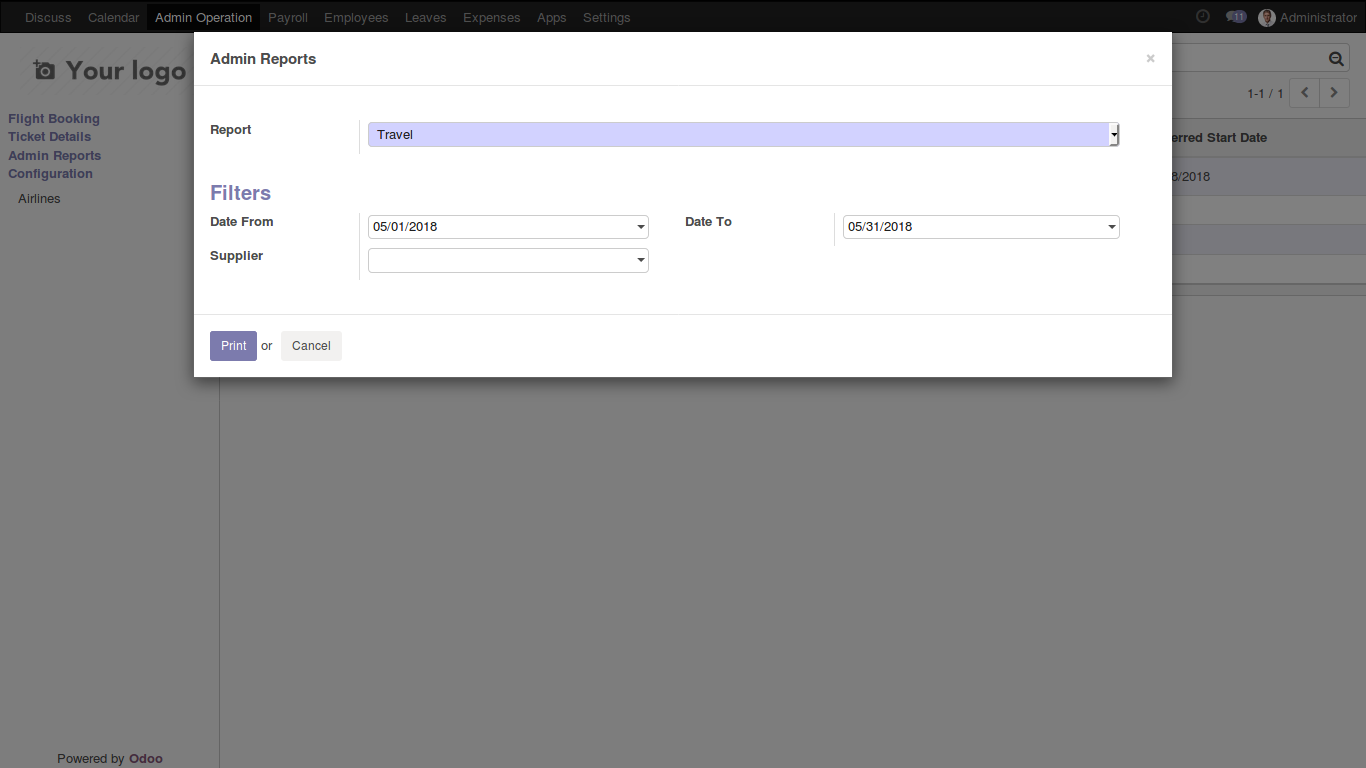 Discuss Calendar Admin Operation Payroll Employees Leaves Expenses Apps Settings 11 Administrator
Your logo
Admin Reports ×
1-1 / 1
Flight Booking
Ticket Details
Admin Reports
Configuration
Airlines
Report Travel
erred Start Date
8/2018
Filters
Date From 05/01/2018 Date To 05/31/2018
Supplier
Print or Cancel
Powered by Odoo